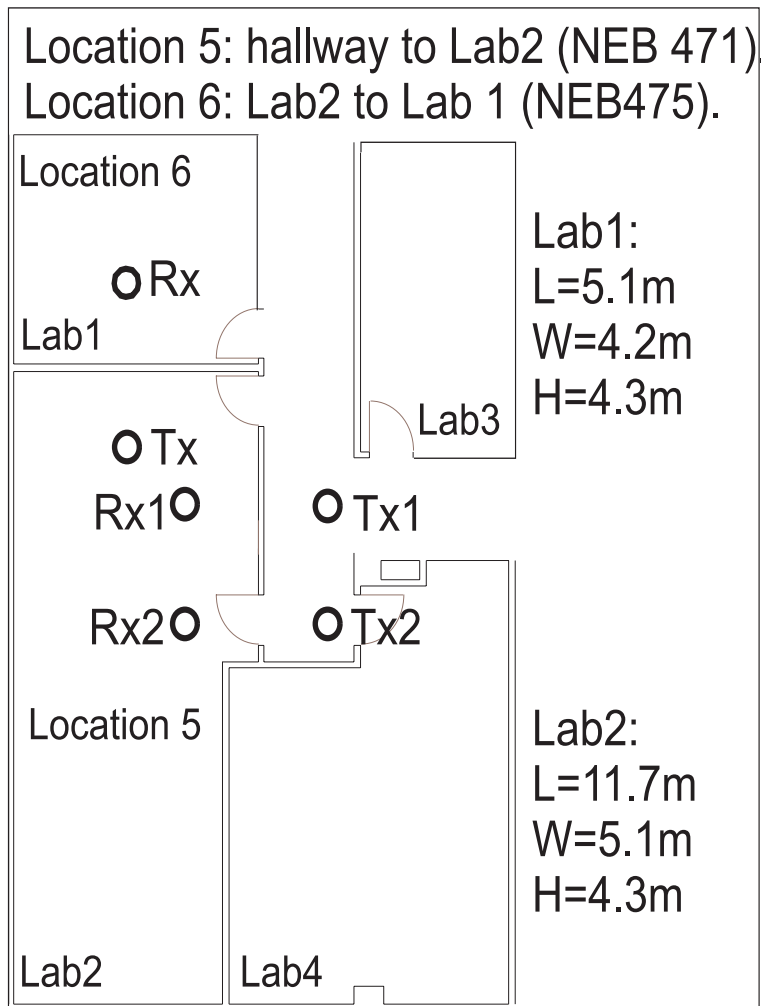 Location 5: hallway to Lab2 (NEB 471).
Location 6: Lab2 to Lab 1 (NEB475).
Location 6
Rx
Lab1
Lab1:
L=5.1m
W=4.2m
H=4.3m
Lab3
Tx
Rx1
Tx1
Rx2
Tx2
Location 5
Lab2:
L=11.7m
W=5.1m
H=4.3m
Lab2
Lab4